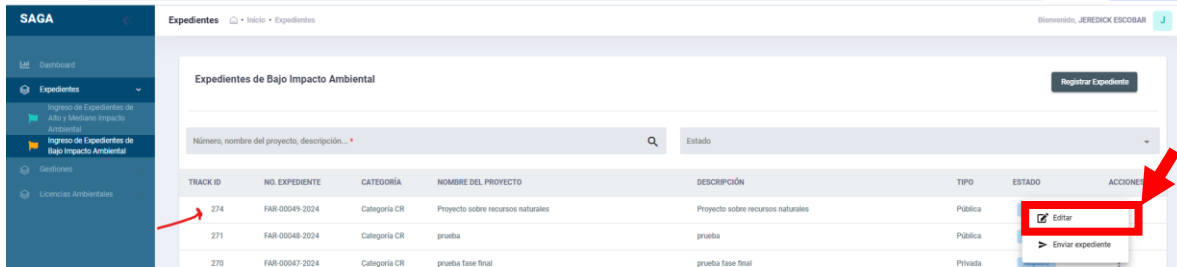 SAGA
Expedientes • Inicio • Expedientes
Bienvenido, JEREDICK ESCOBAR J
Dashboard
Expedientes
Ingreso de Expedientes de
Alto y Mediano Impacto
Ambiental
Ingreso de Expedientes de
Bajo Impacto Ambiental
Gestiones
Licencias Ambientales
Expedientes de Bajo Impacto Ambiental
Registrar Expediente
Número, nombre del proyecto, descripción... *
Estado
TRACK ID NO. EXPEDIENTE CATEGORÍA NOMBRE DEL PROYECTO DESCRIPCIÓN TIPO ESTADO ACCIONES
274 FAR-00049-2024 Categoría CR Proyecto sobre recursos naturales Proyecto sobre recursos naturales Pública
Editar
271 FAR-00048-2024 Categoría CR prueba prueba Pública
Enviar expediente
270 FAR-00047-2024 Categoría CR prueba fase final prueba fase final Privada